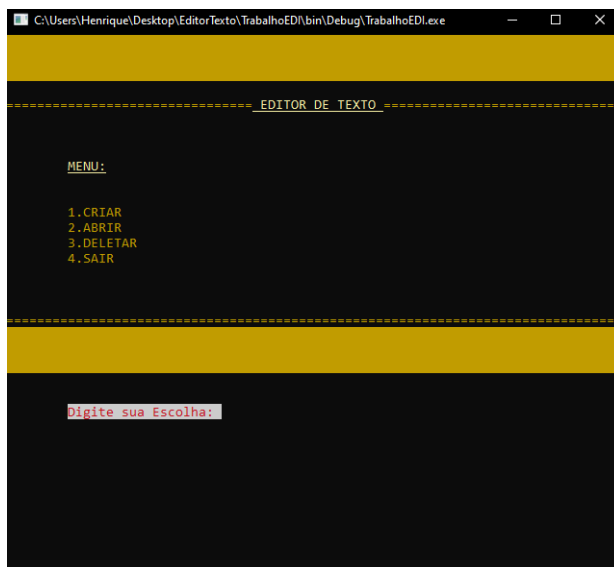 C:\Users\Henrique\Desktop\EditorTexto\TrabalhoEDI\bin\Debug\TrabalhoEDI.exe
================================ EDITOR DE TEXTO ==============================
MENU:
1.CRIAR
2.ABRIR
3.DELETAR
4.SAIR
================================================================================
Digite sua Escolha: